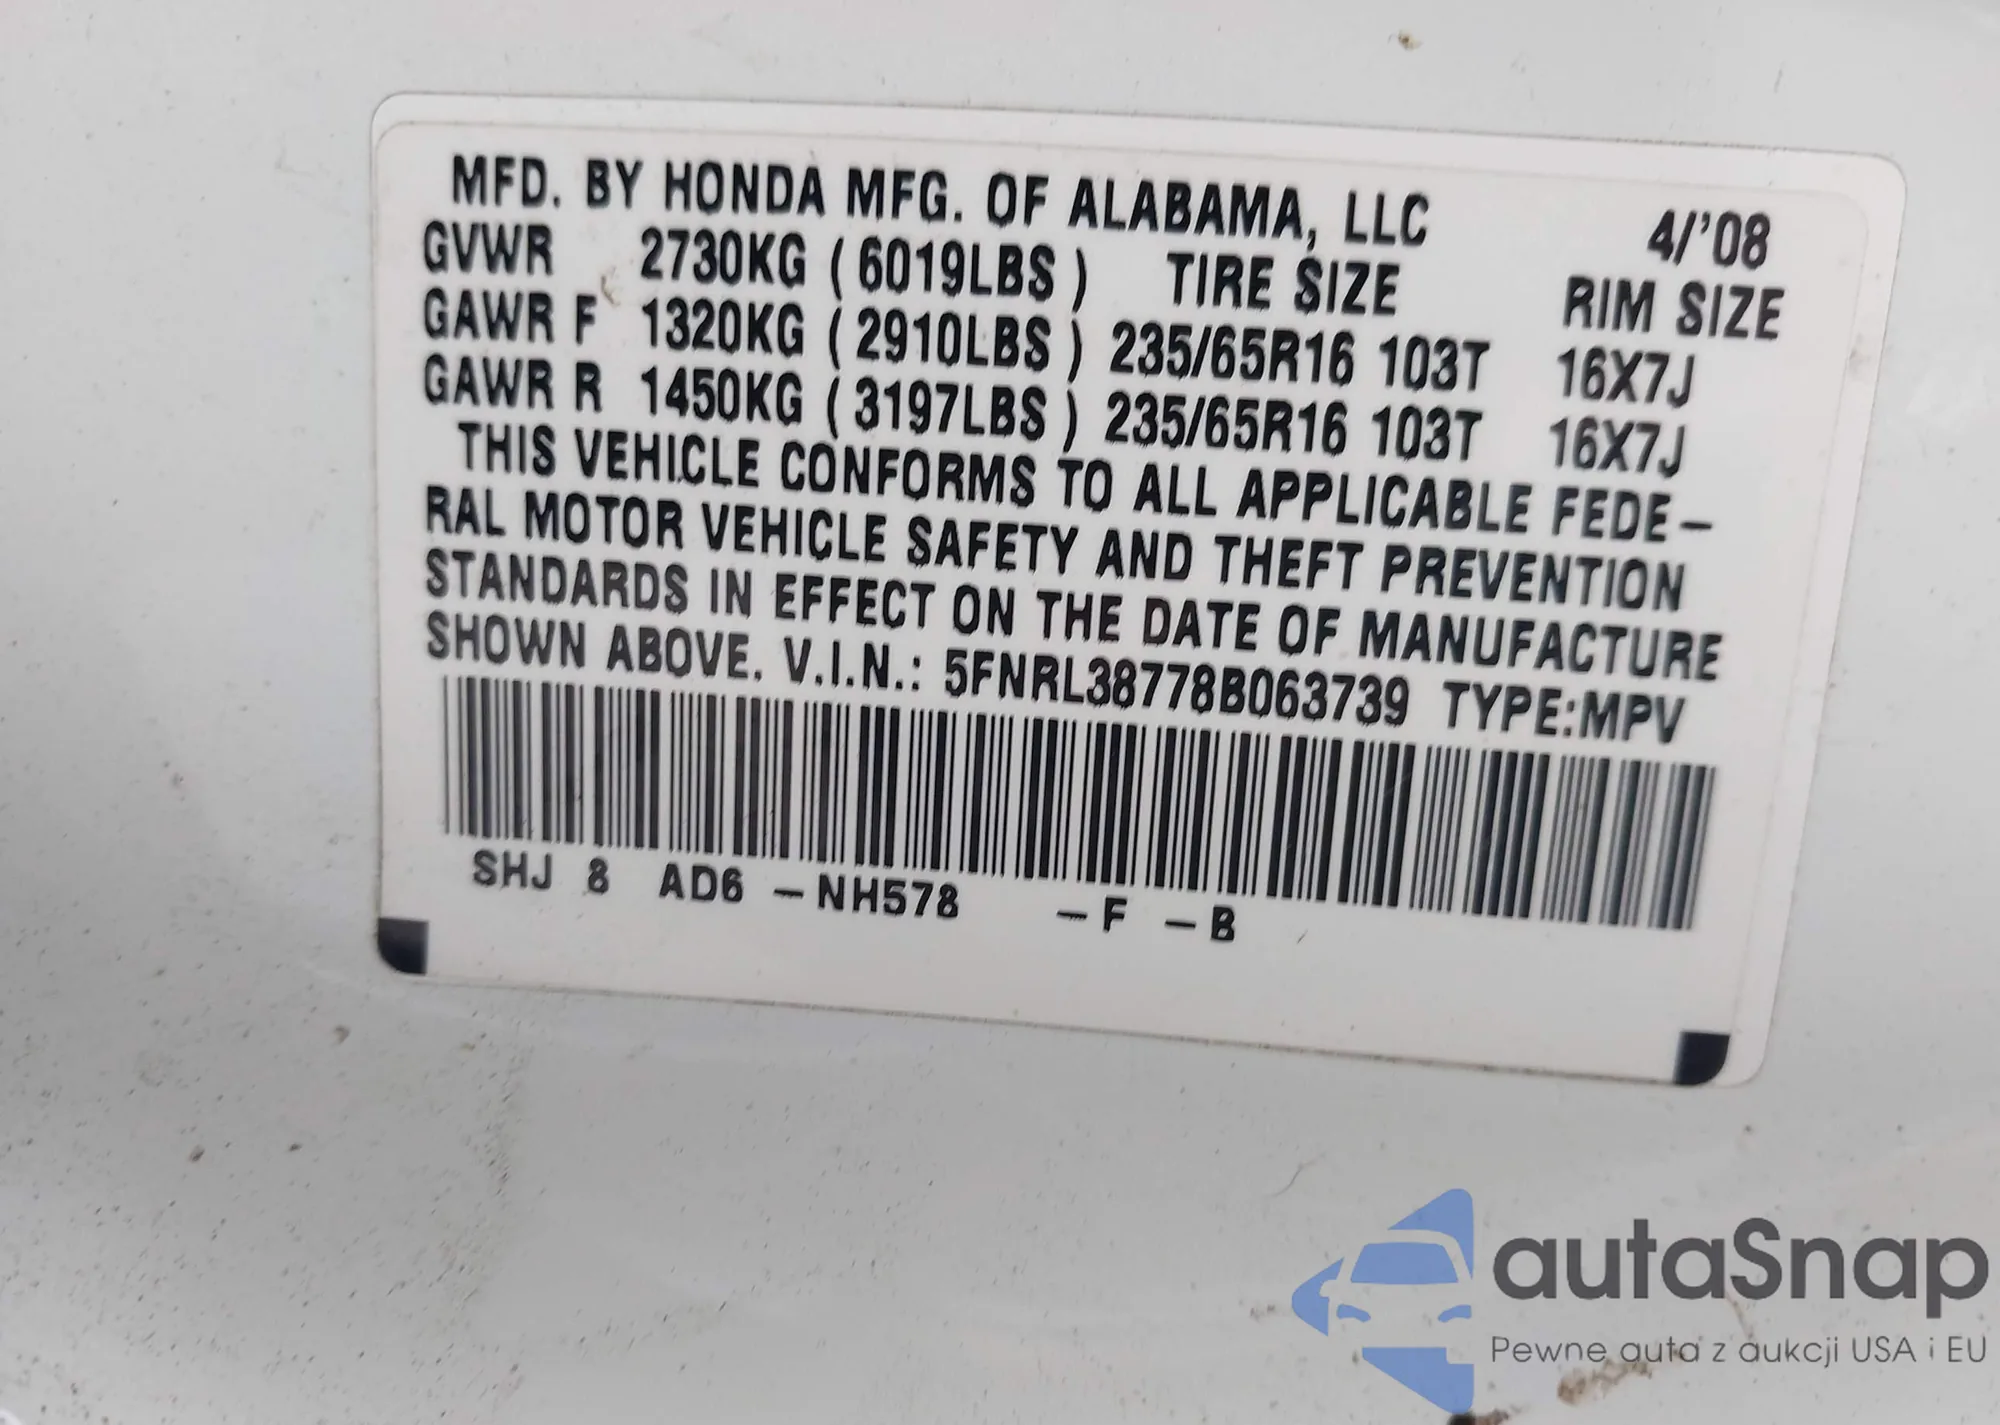 MFD. BY HONDA MFG. OF ALABAMA, LLC 4/'08
GVWR 2730KG ( 6019LBS ) TIRE SIZE RIM SIZE
GAWR F 1320KG ( 2910LBS ) 235/65R16 103T 16X7J
GAWR R 1450KG ( 3197LBS ) 235/65R16 103T 16X7J
THIS VEHICLE CONFORMS TO ALL APPLICABLE FEDE–
RAL MOTOR VEHICLE SAFETY AND THEFT PREVENTION
STANDARDS IN EFFECT ON THE DATE OF MANUFACTURE
SHOWN ABOVE. V.I.N.: 5FNRL38778B063739 TYPE:MPV
SHJ 8 AD6 –NH578 –F –B
autaSnap
Pewne auta z aukcji USA i EU